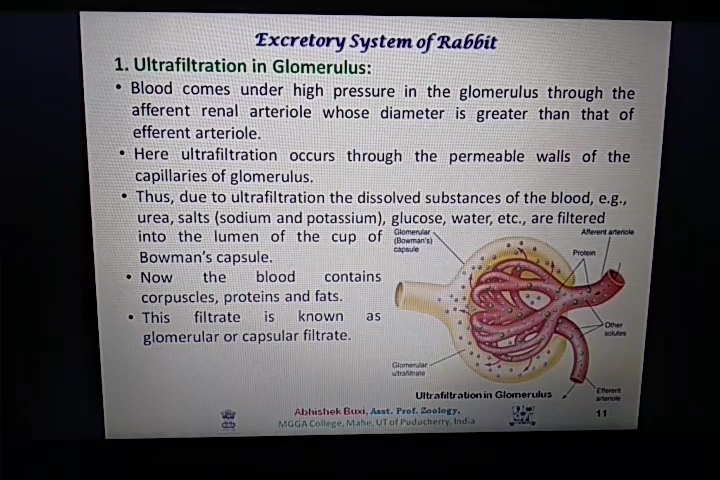 Excretory System of Rabbit
1. Ultrafiltration in Glomerulus:
• Blood comes under high pressure in the glomerulus through the
afferent renal arteriole whose diameter is greater than that of
efferent arteriole.
• Here ultrafiltration occurs through the permeable walls of the
capillaries of glomerulus.
• Thus, due to ultrafiltration the dissolved substances of the blood, e.g.,
urea, salts (sodium and potassium), glucose, water, etc., are filtered
into the lumen of the cup of
Bowman's capsule.
• Now the blood contains
corpuscles, proteins and fats.
• This filtrate is known as
glomerular or capsular filtrate.
Glomerular
(Bowman's)
capsule
Afferent arteriole
Protein
Other
solutes
Glomerular
ultrafiltrate
Efferent
arteriole
Ultrafiltration in Glomerulus
Abhishek Buxi, Asst. Prof. Zoology,
MGGA College, Mahe, UT of Puducherry, India
11